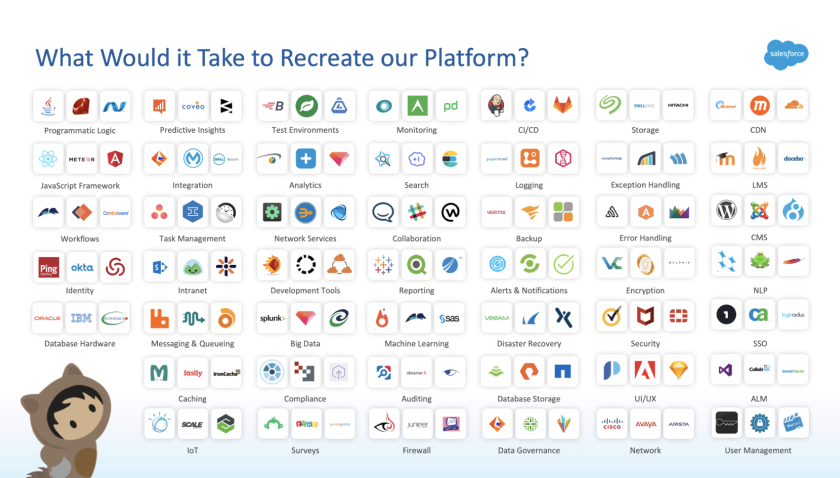 What Would it Take to Recreate our Platform?
salesforce
coveo
B
pd
DELL EMC
HITACHI
Akamai
Programmatic Logic Predictive Insights Test Environments Monitoring CI/CD Storage CDN
METE R
papertrail
docebo
JavaScript Framework Integration Analytics Search Logging Exception Handling LMS
VERITAS
Workflows Task Management Network Services Collaboration Backup Error Handling CMS
Ping
okta
Identity Intranet Development Tools Reporting Alerts & Notifications Encryption NLP
ORACLE
IBM
splunk>
sas
VEEAM
1
ca
loginradius
Database Hardware Messaging & Queueing Big Data Machine Learning Disaster Recovery Security SSO
fastly
IronCache
observe it
Caching Compliance Auditing Database Storage UI/UX ALM
SCALE
JUNIPER
CISCO
AVAYA
ARISTA
IoT Surveys Firewall Data Governance Network User Management